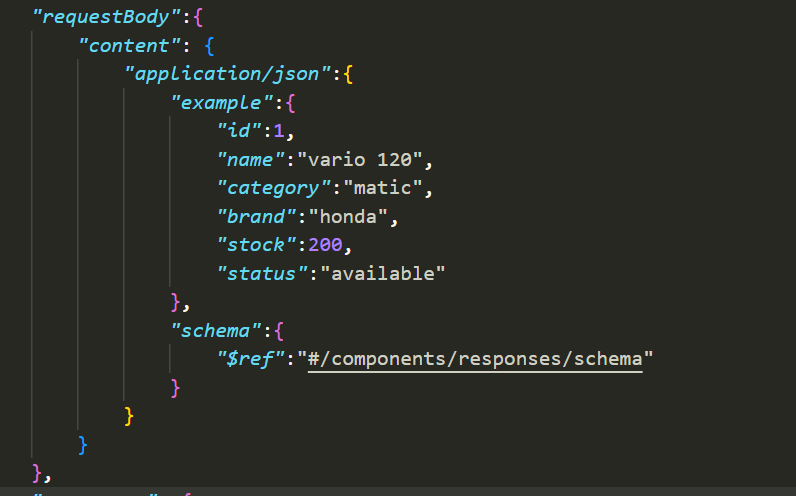 "requestBody":{
"content": {
"application/json":{
"example":{
"id":1,
"name":"vario 120",
"category":"matic",
"brand":"honda",
"stock":200,
"status":"available"
},
"schema":{
"$ref":"#/components/responses/schema"
}
}
}
},